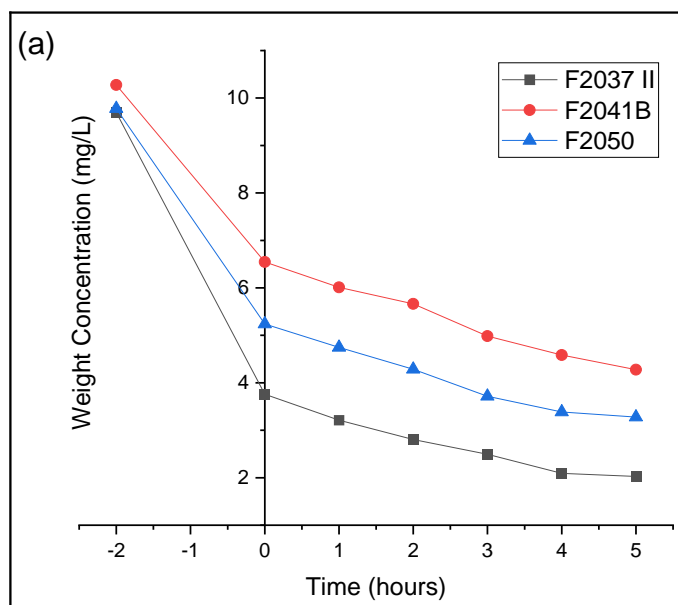 (a)
F2037 II
F2041B
F2050
Weight Concentration (mg/L)
10
8
6
4
2
-2 -1 0 1 2 3 4 5
Time (hours)